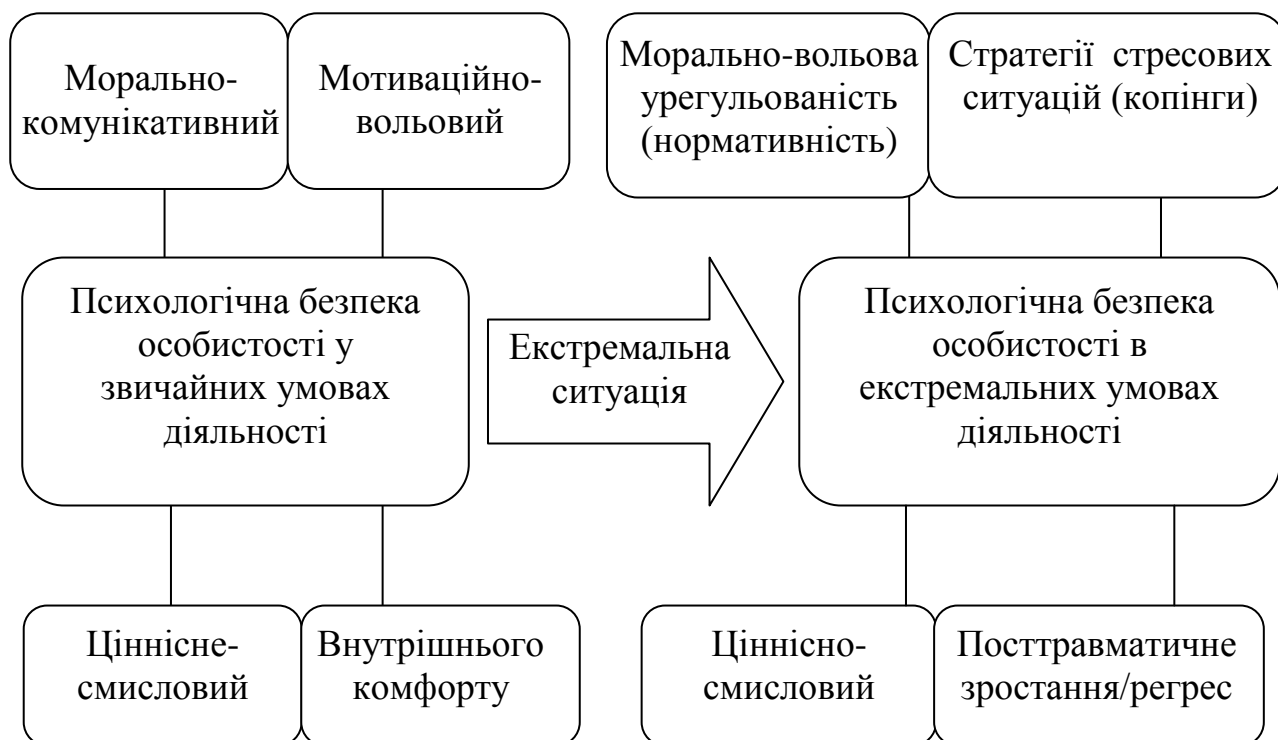 Морально-
комунікативний
Мотиваційно-
вольовий
Морально-вольова
урегульованість
(нормативність)
Стратегії стресових
ситуацій (копінги)
Психологічна безпека
особистості у
звичайних умовах
діяльності
Екстремальна
ситуація
Психологічна безпека
особистості в
екстремальних умовах
діяльності
Ціннісне-
смисловий
Внутрішнього
комфорту
Ціннісно-
смисловий
Посттравматичне
зростання/регрес